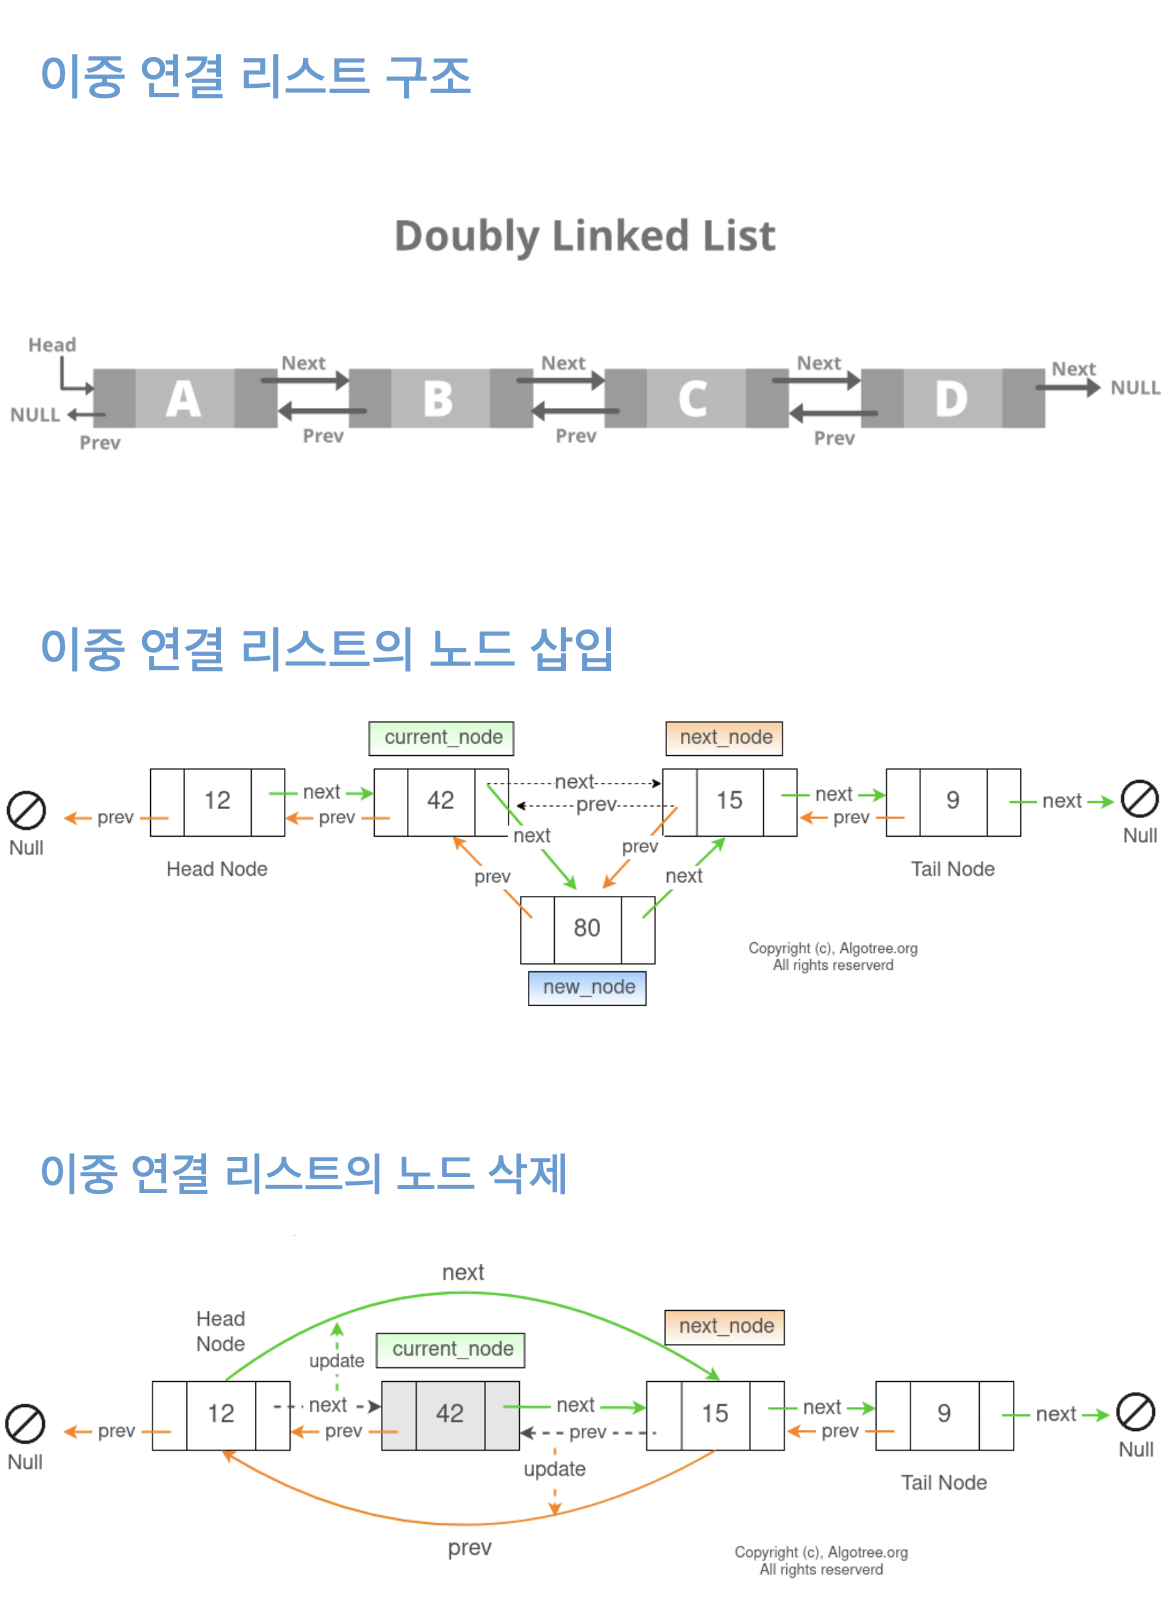 이중 연결 리스트 구조
Doubly Linked List
Head
Next Next Next Next
A B C D
NULL NULL
Prev Prev Prev Prev
이중 연결 리스트의 노드 삽입
current_node next_node
12 next 42 next 15 next 9 next
prev prev prev prev
Null Null
next prev
Head Node Tail Node
prev next
80
Copyright (c), Algotree.org
All rights reserverd
new_node
이중 연결 리스트의 노드 삭제
next
Head
Node
next_node
current_node
update
12 next 42 next 15 next 9 next
prev prev prev prev
Null Null
update
Tail Node
prev
Copyright (c), Algotree.org
All rights reserverd